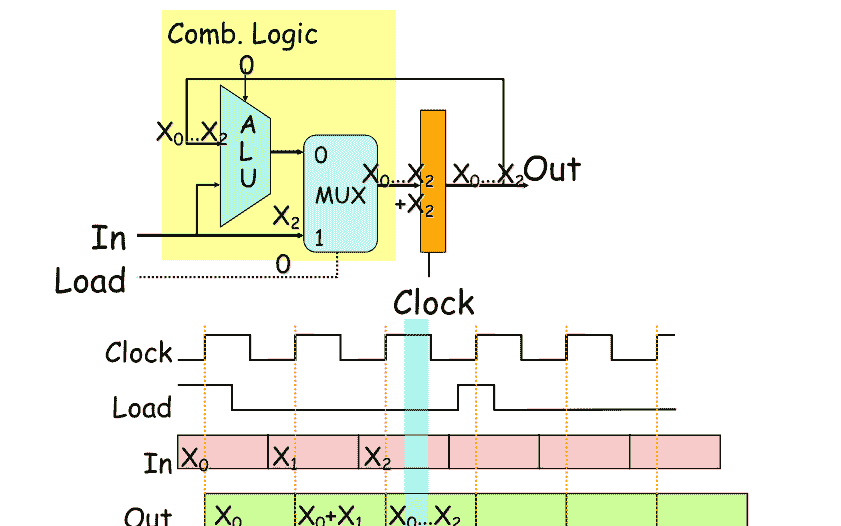 Comb. Logic
0
X₀...X₂
A
L
U
0
X₀...X₂
X₀...X₂
Out
MUX
+X₂
X₂
In
1
0
Load
Clock
Clock
Load
In
X₀
X₁
X₂
Out
X₀
X₀+X₁
X₀...X₂